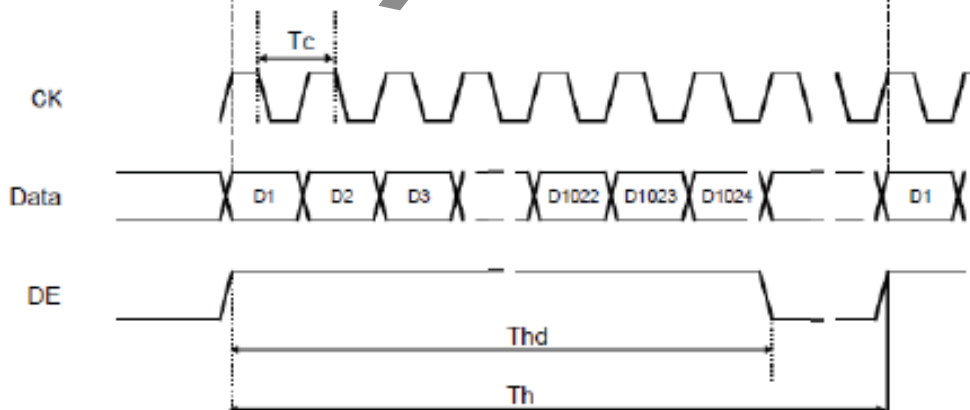 Tc
CK
Data D1 D2 D3 D1022 D1023 D1024 D1
DE
Thd
Th